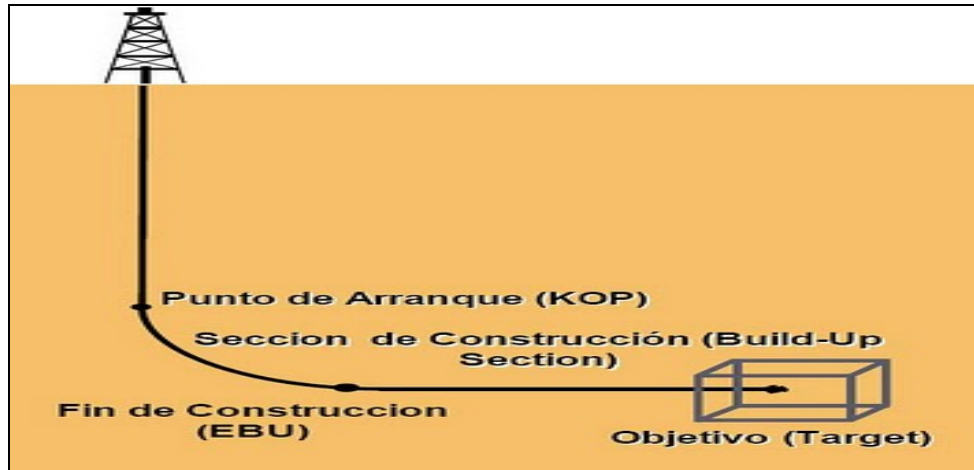 Punto de Arranque (KOP)
Seccion de Construcción (Build-Up
Section)
Fin de Construccion
(EBU)
Objetivo (Target)